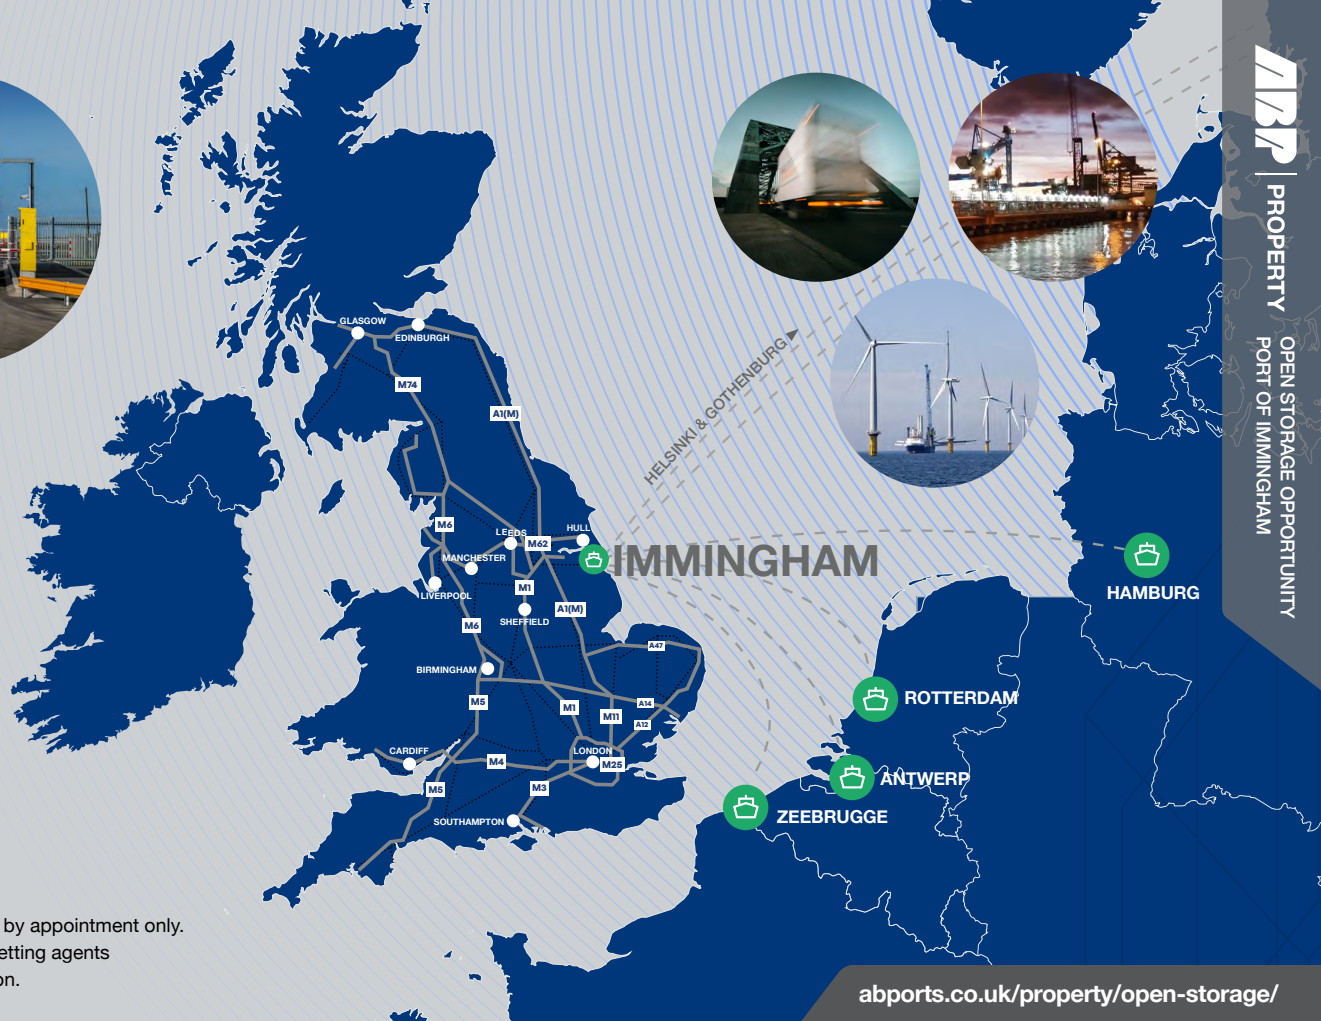 ABP
PROPERTY
OPEN STORAGE OPPORTUNITY
PORT OF IMMINGHAM
GLASGOW
EDINBURGH
M74
A1(M)
HELSINKI & GOTHENBURG
M6
LEEDS
HULL
M62
MANCHESTER
IMMINGHAM
LIVERPOOL
M1
A1(M)
SHEFFIELD
M6
A47
BIRMINGHAM
M5
M1
M11
A14
A12
CARDIFF
M4
LONDON
M25
M5
M3
SOUTHAMPTON
HAMBURG
ROTTERDAM
ANTWERP
ZEEBRUGGE
by appointment only.
etting agents
on.
abports.co.uk/property/open-storage/